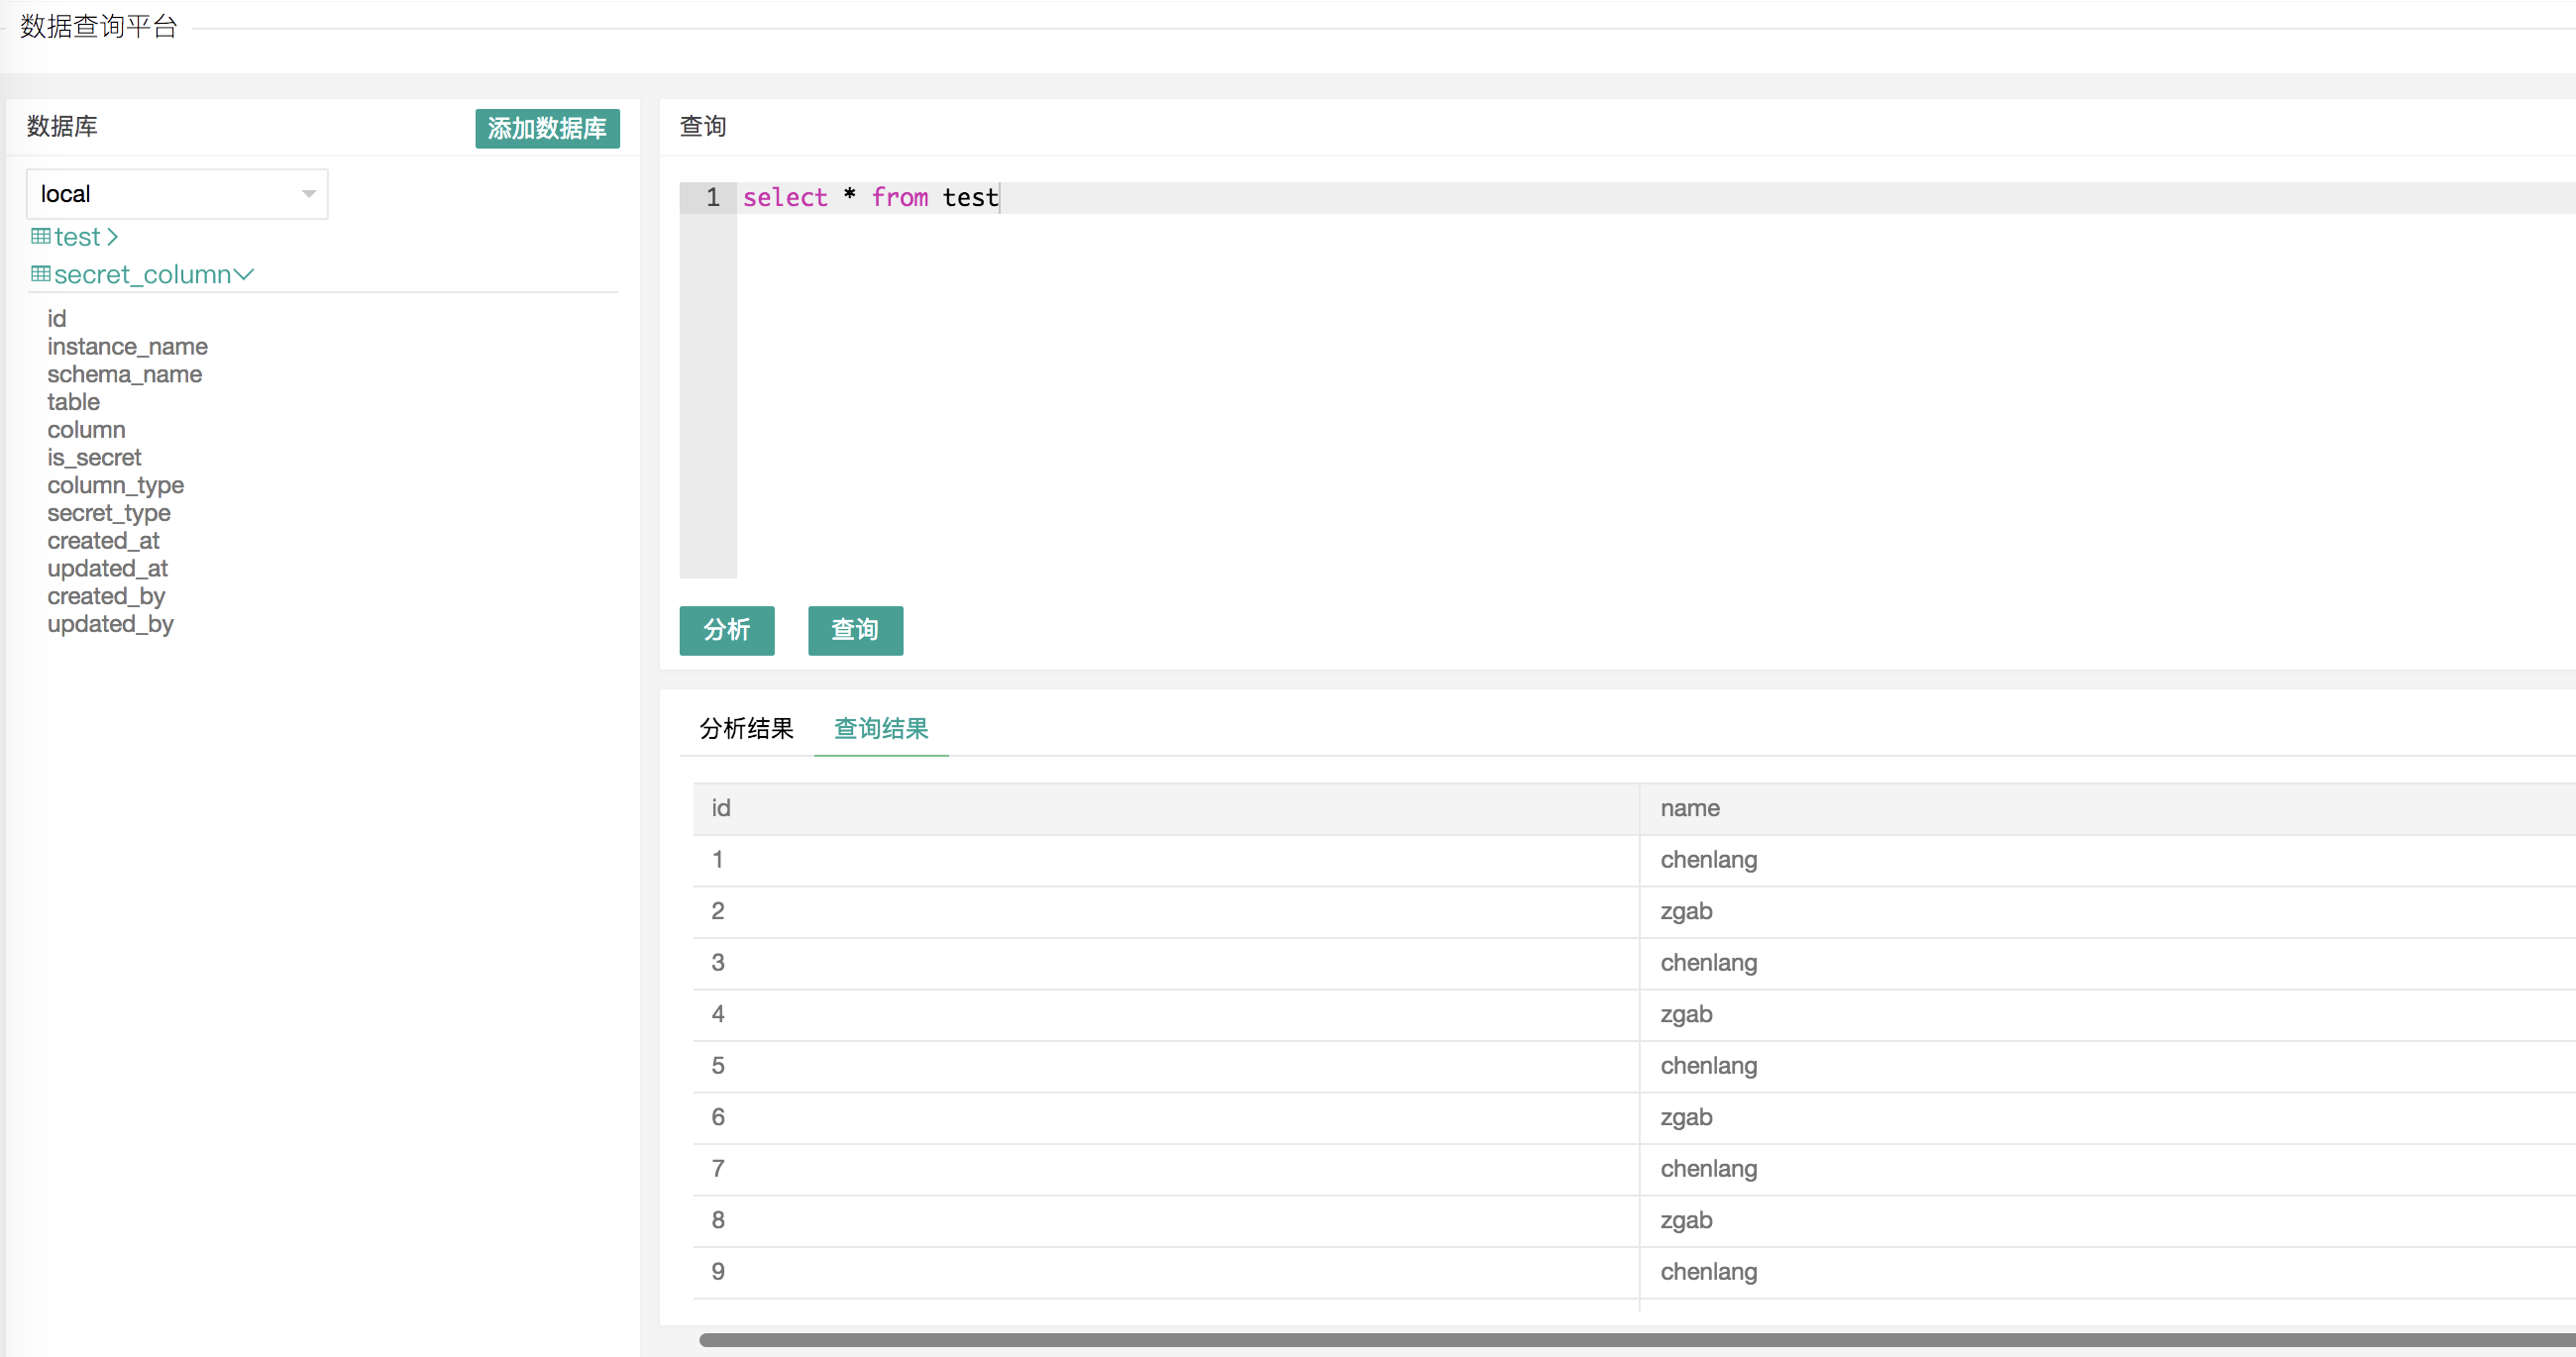 数据查询平台
数据库
添加数据库
local
test
secret_column
id
instance_name
schema_name
table
column
is_secret
column_type
secret_type
created_at
updated_at
created_by
updated_by
查询
1 select * from test
分析 查询
分析结果 查询结果
id name
1 chenlang
2 zgab
3 chenlang
4 zgab
5 chenlang
6 zgab
7 chenlang
8 zgab
9 chenlang